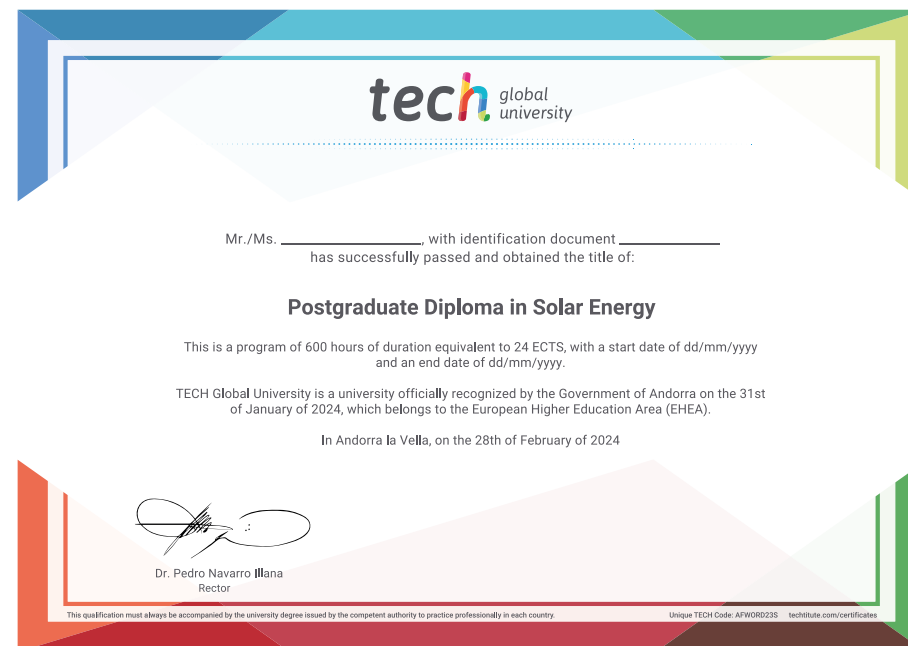 tech global university
Mr./Ms. ____________________, with identification document ______________
has successfully passed and obtained the title of:
Postgraduate Diploma in Solar Energy
This is a program of 600 hours of duration equivalent to 24 ECTS, with a start date of dd/mm/yyyy
and an end date of dd/mm/yyyy.
TECH Global University is a university officially recognized by the Government of Andorra on the 31st
of January of 2024, which belongs to the European Higher Education Area (EHEA).
In Andorra la Vella, on the 28th of February of 2024
Dr. Pedro Navarro Illana
Rector
This qualification must always be accompanied by the university degree issued by the competent authority to practice professionally in each country.
Unique TECH Code: AFWORD23S techtitute.com/certificates